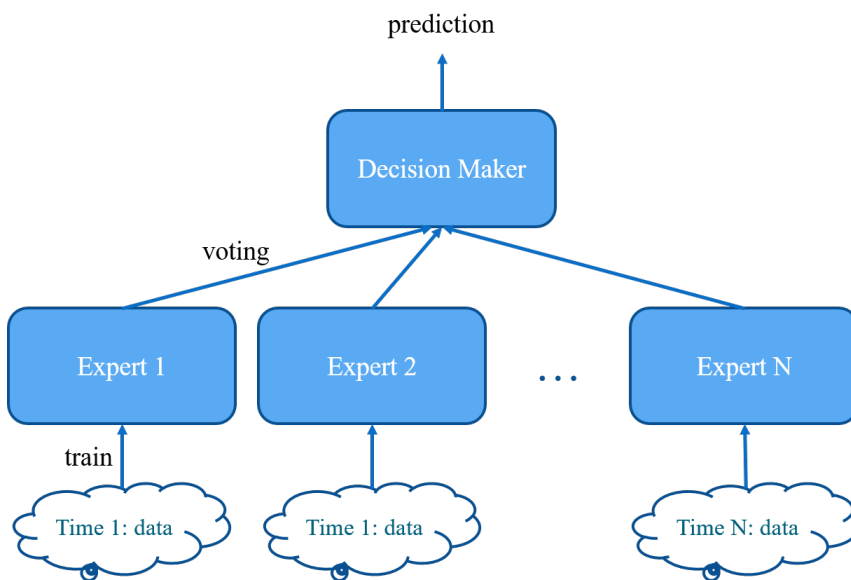 prediction
Decision Maker
voting
Expert 1
Expert 2
...
Expert N
train
Time 1: data
Time 1: data
Time N: data